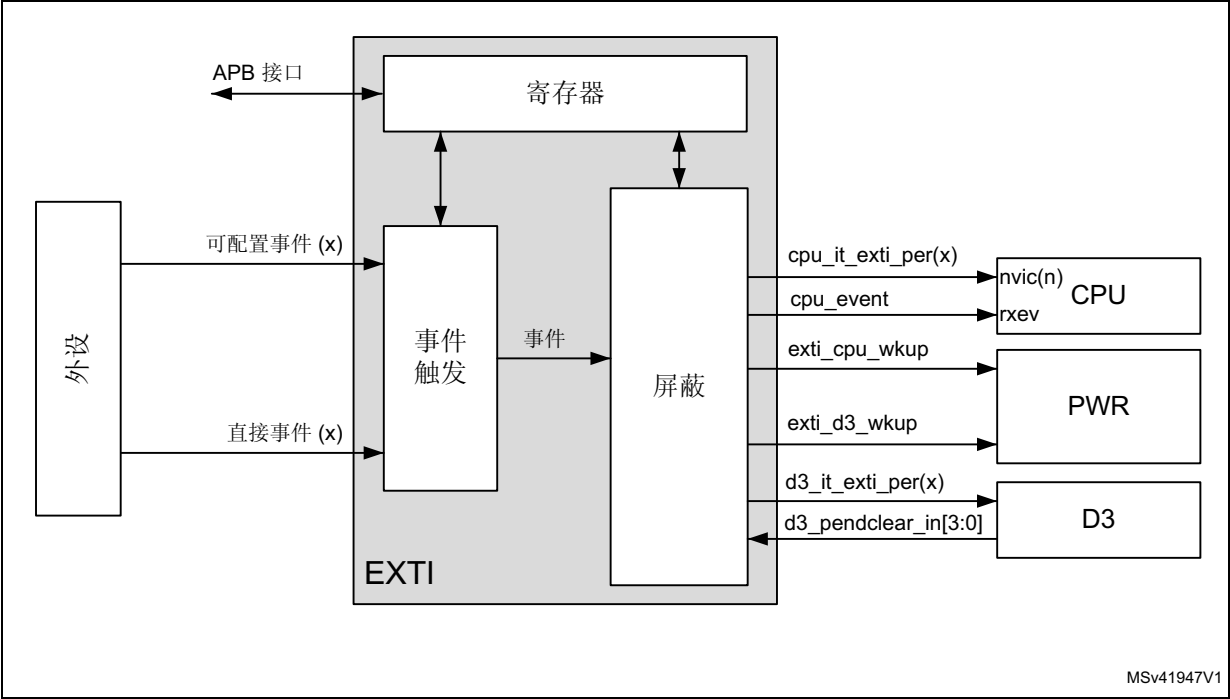 APB 接口
寄存器
可配置事件 (x)
外设
直接事件 (x)
事件
触发
事件
屏蔽
cpu_it_exti_per(x)
nvic(n)
CPU
cpu_event
rxev
exti_cpu_wkup
PWR
exti_d3_wkup
d3_it_exti_per(x)
D3
d3_pendclear_in[3:0]
EXTI
MSv41947V1